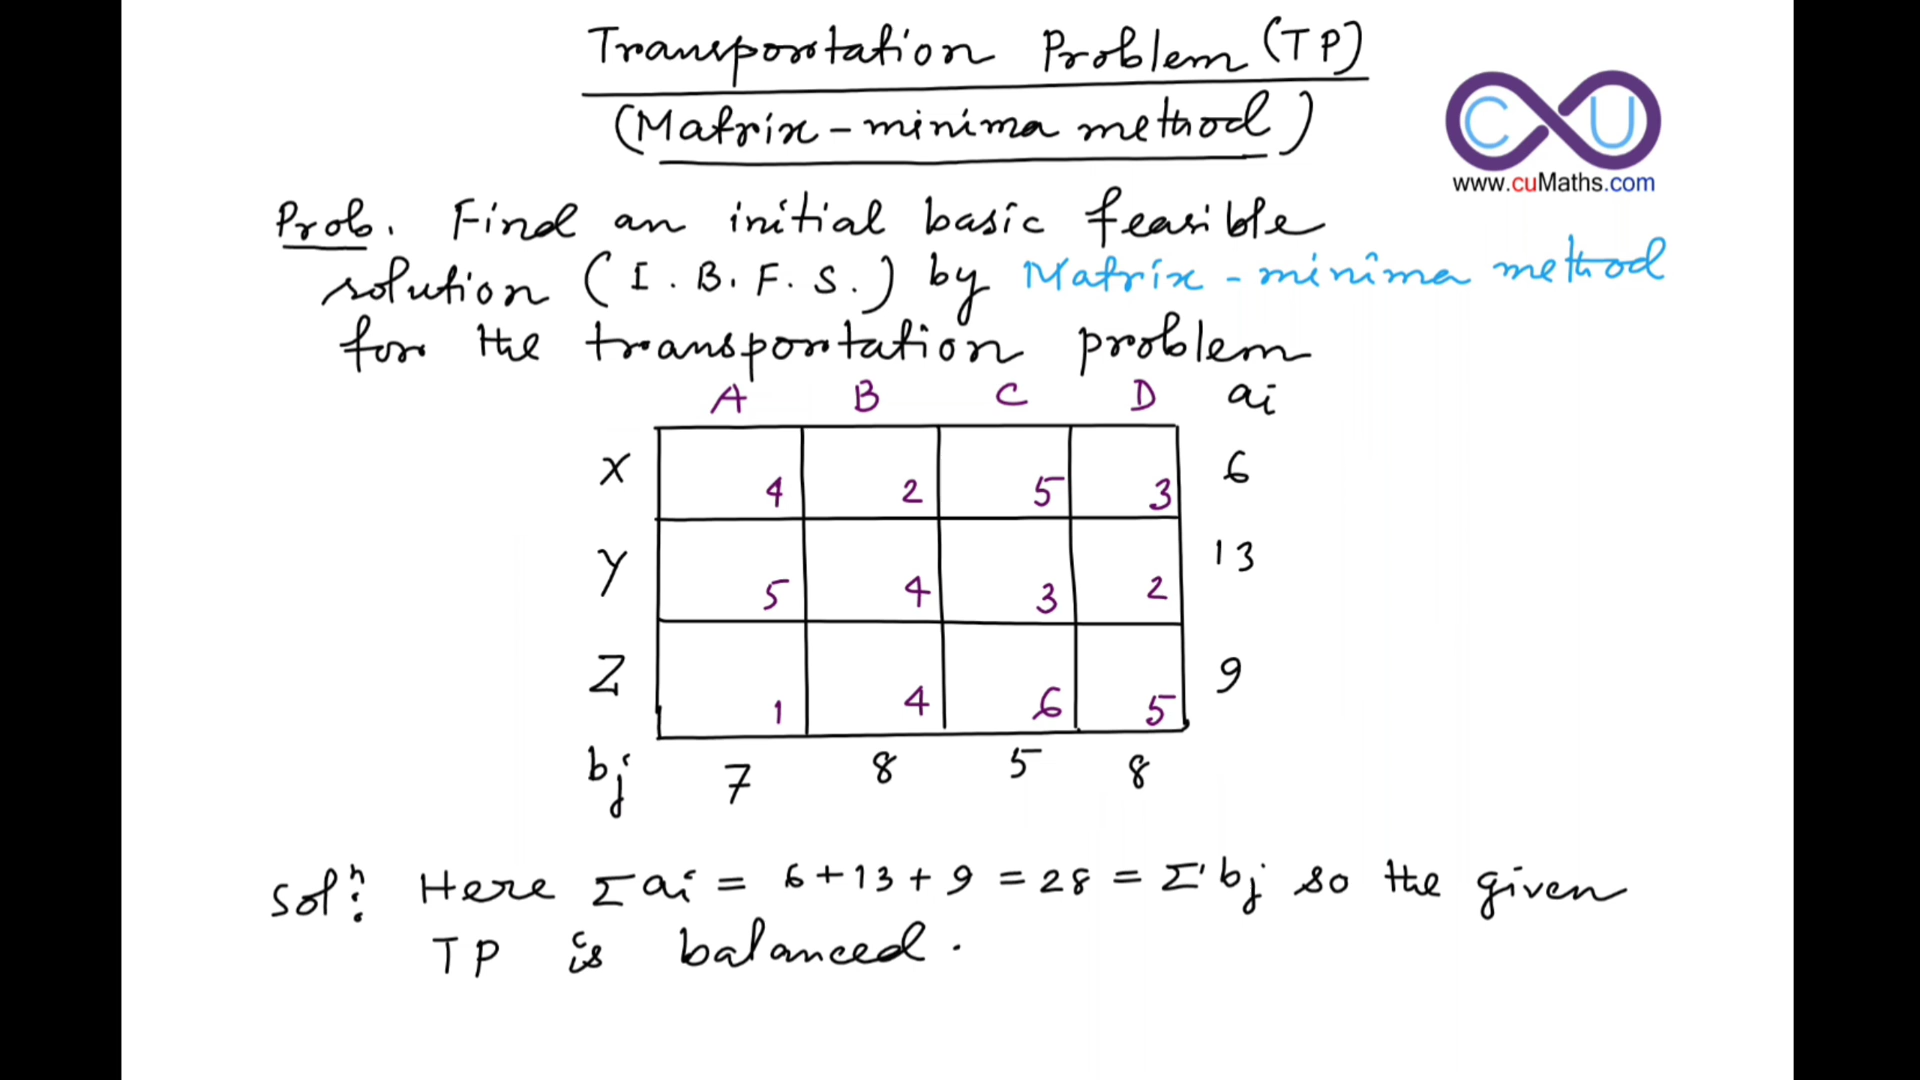 Transportation Problem (TP)
(Matrix-minima method)
CU
www.cuMaths.com
Prob. Find an initial basic feasible
solution (I.B.F.S.) by Matrix-minima method
for the transportation problem
A B C D ai
X 4 2 5 3 6
Y 5 4 3 2 13
Z 1 4 6 5 9
bj 7 8 5 8
Solⁿ: Here Σai = 6+13+9 = 28 = Σbj so the given
TP is balanced.